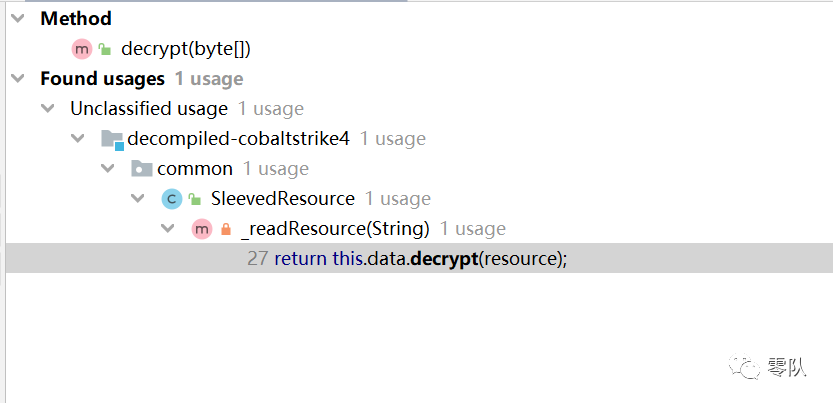 Method
m decrypt(byte[])
Found usages 1 usage
Unclassified usage 1 usage
decompiled-cobaltstrike4 1 usage
common 1 usage
C SleevedResource 1 usage
m _readResource(String) 1 usage
27 return this.data.decrypt(resource);
零队